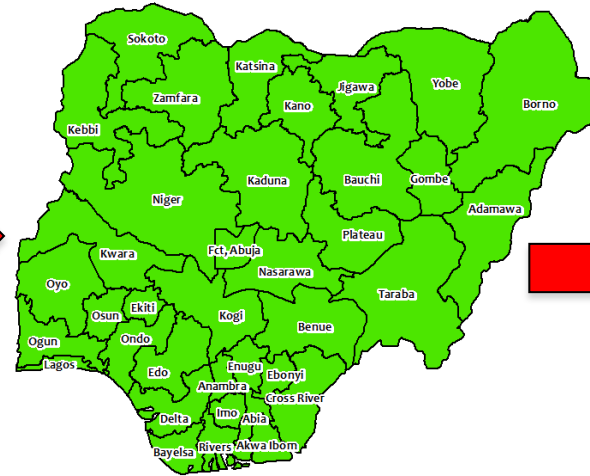 Sokoto
Katsina
Jigawa
Yobe
Borno
Zamfara
Kano
Kebbi
Kaduna
Bauchi
Gombe
Niger
Adamawa
Plateau
Fct, Abuja
Kwara
Nasarawa
Oyo
Taraba
Ekiti
Osun
Kogi
Benue
Ogun
Ondo
Lagos
Edo
Enugu
Ebonyi
Anambra
Cross River
Imo
Delta
Abia
Bayelsa
Rivers
Akwa Ibom